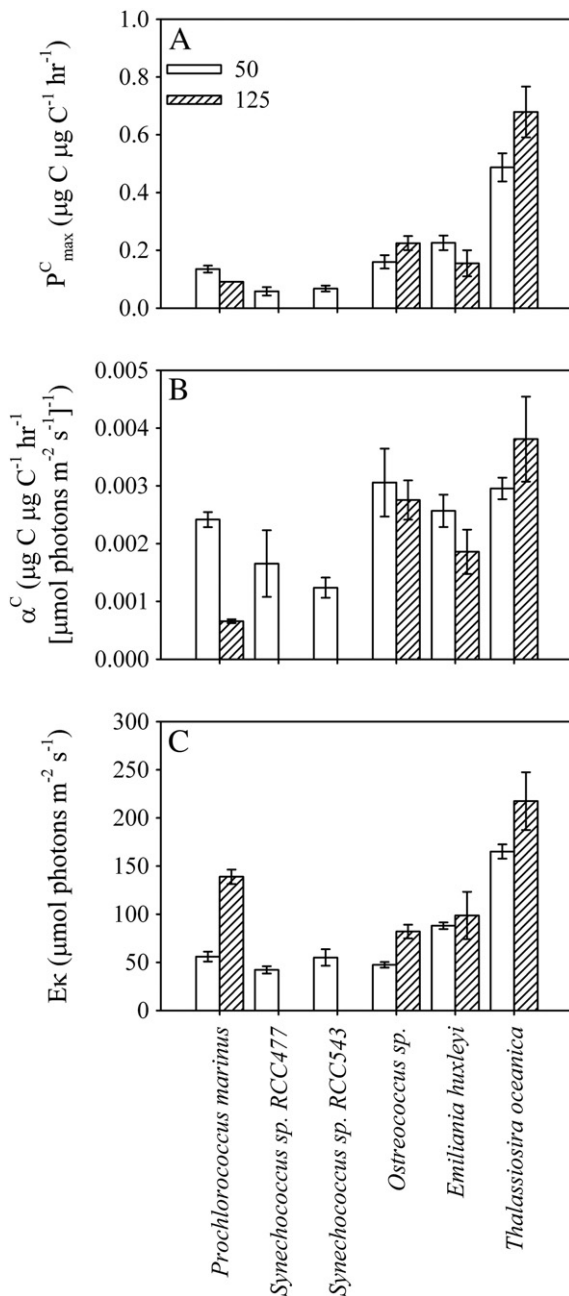 A
50
125
1.0
0.8
0.6
0.4
0.2
0.0
P^C_max (µg C µg C^-1 hr^-1)
B
0.005
0.004
0.003
0.002
0.001
0.000
α^C (µg C µg C^-1 hr^-1
[µmol photons m^-2 s^-1]^-1)
C
300
250
200
150
100
50
0
Eκ (µmol photons m^-2 s^-1)
Prochlorococcus marinus
Synechococcus sp. RCC477
Synechococcus sp. RCC543
Ostreococcus sp.
Emiliania huxleyi
Thalassiosira oceanica